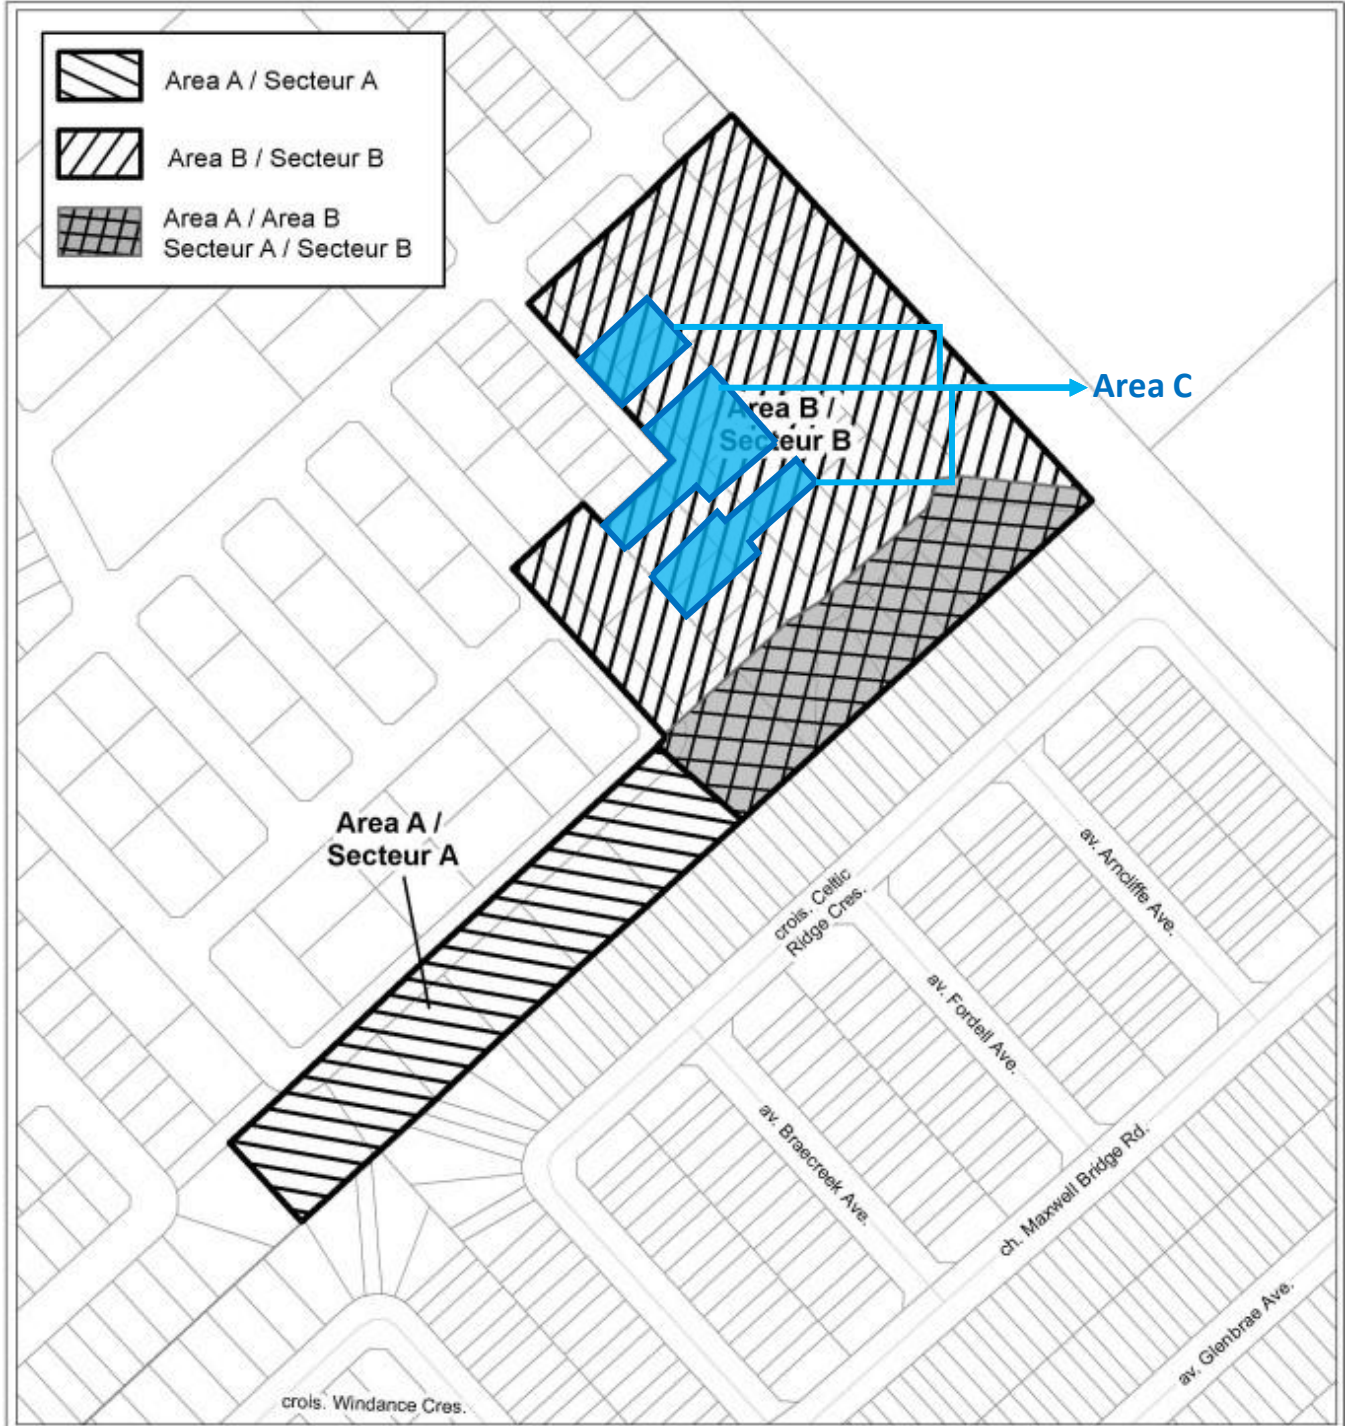 Area A / Secteur A
Area B / Secteur B
Area A / Area B
Secteur A / Secteur B
Area C
Area B /
Secteur B
Area A /
Secteur A
av. Arncliffe Ave.
crois. Celtic
Ridge Cres.
av. Fordell Ave.
av. Braecreek Ave.
ch. Maxwell Bridge Rd.
av. Glenbrae Ave.
crois. Windance Cres.